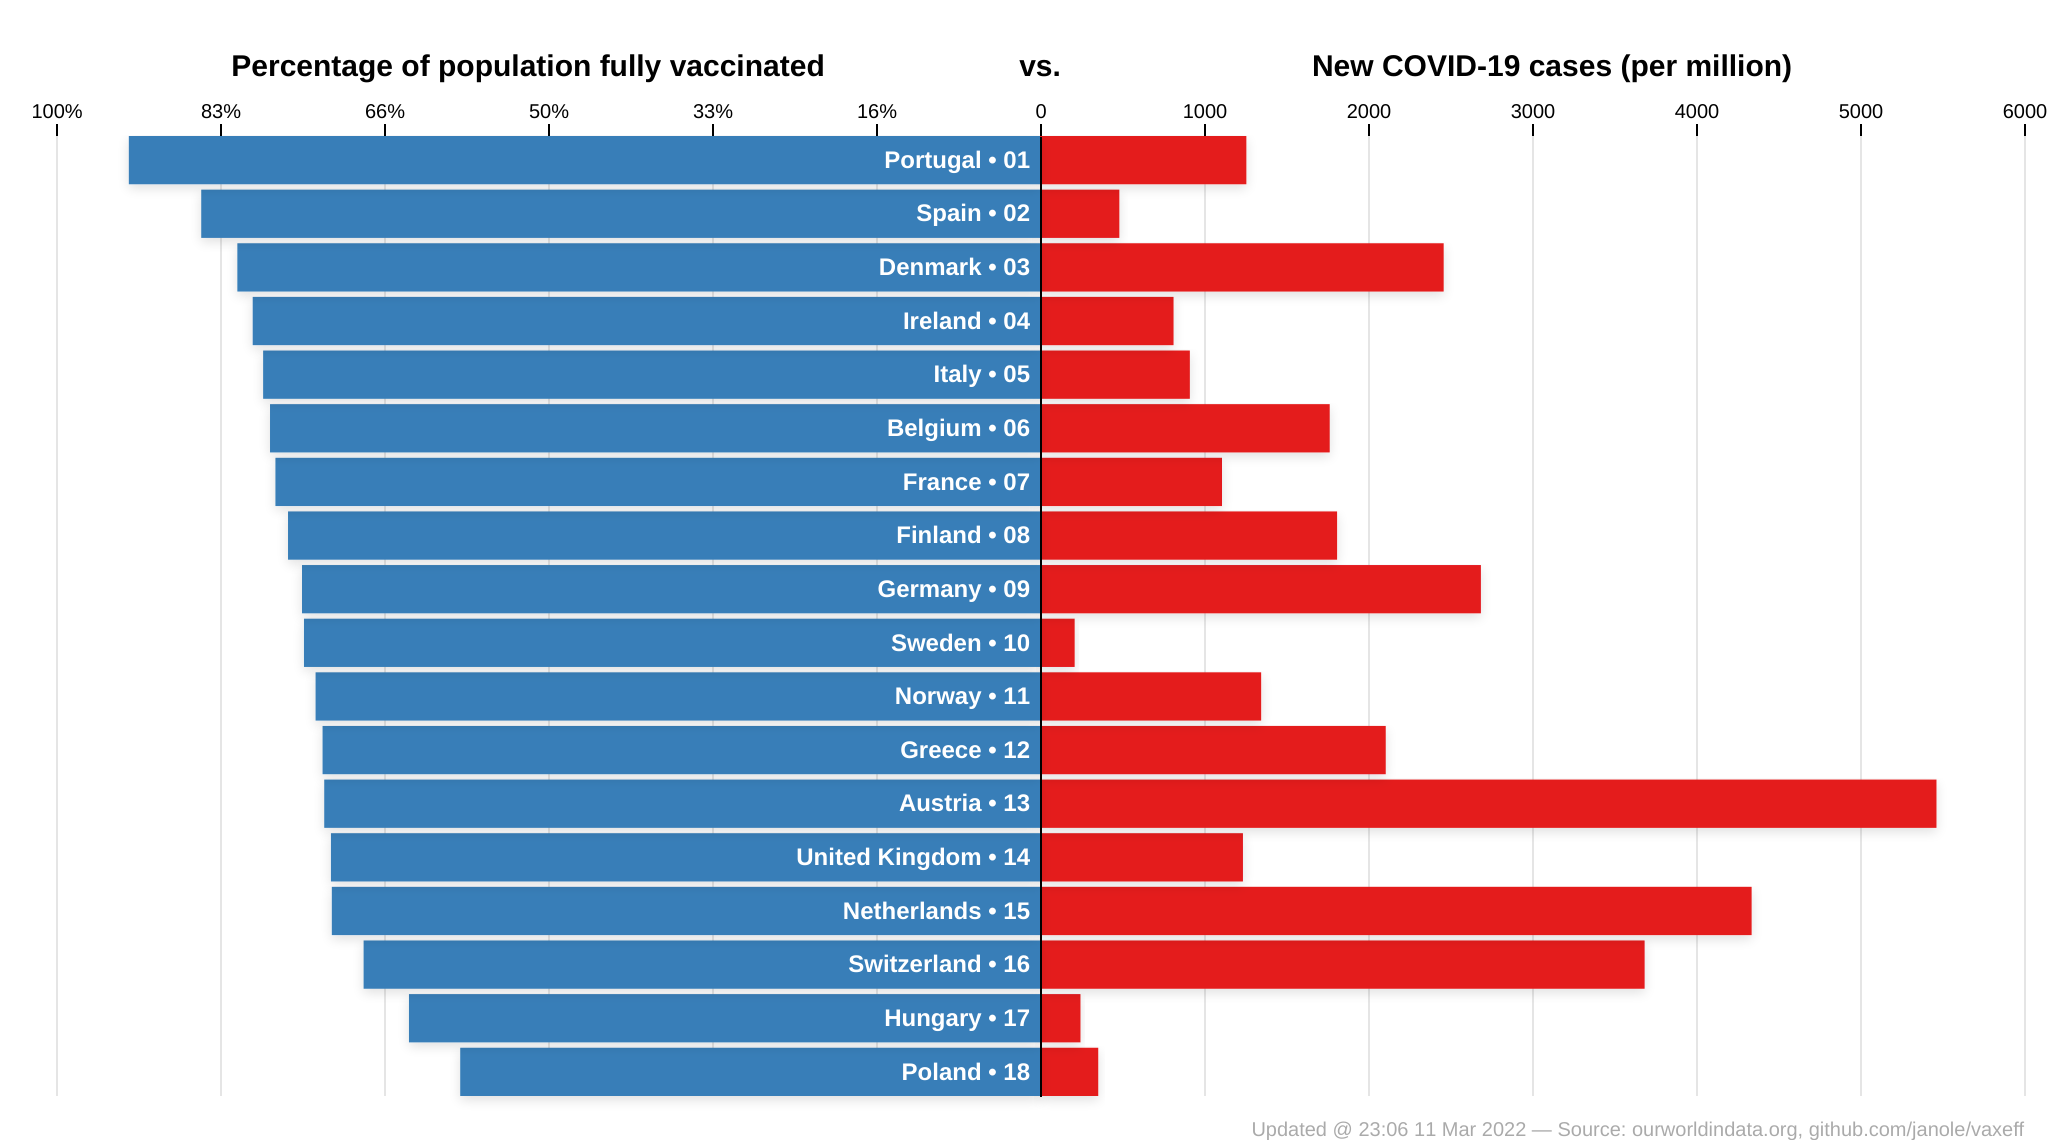 Percentage of population fully vaccinated vs. New COVID-19 cases (per million)
100% 83% 66% 50% 33% 16% 0 1000 2000 3000 4000 5000 6000
Portugal • 01
Spain • 02
Denmark • 03
Ireland • 04
Italy • 05
Belgium • 06
France • 07
Finland • 08
Germany • 09
Sweden • 10
Norway • 11
Greece • 12
Austria • 13
United Kingdom • 14
Netherlands • 15
Switzerland • 16
Hungary • 17
Poland • 18
Updated @ 23:06 11 Mar 2022 — Source: ourworldindata.org, github.com/janole/vaxeff